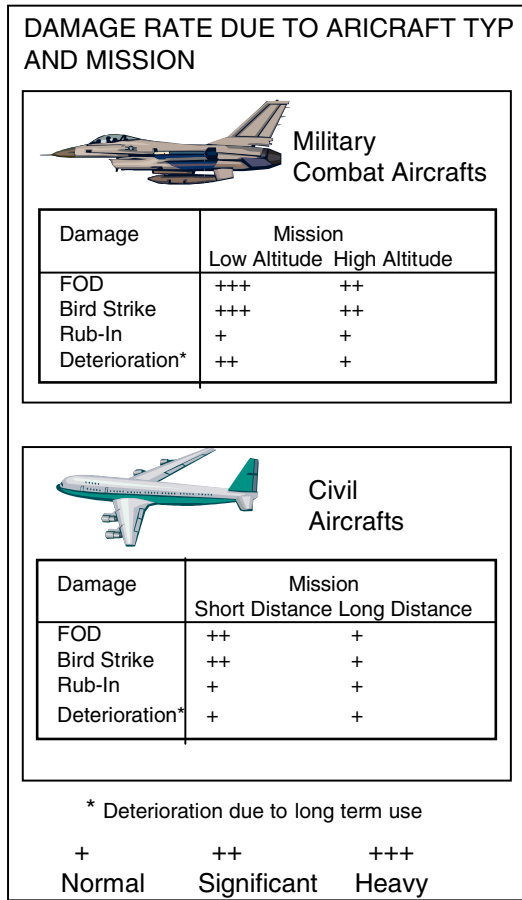 DAMAGE RATE DUE TO ARICRAFT TYP
AND MISSION
Military
Combat Aircrafts
Damage Mission
Low Altitude High Altitude
FOD +++ ++
Bird Strike +++ ++
Rub-In + +
Deterioration* ++ +
Civil
Aircrafts
Damage Mission
Short Distance Long Distance
FOD ++ +
Bird Strike ++ +
Rub-In + +
Deterioration* + +
* Deterioration due to long term use
+ ++ +++
Normal Significant Heavy